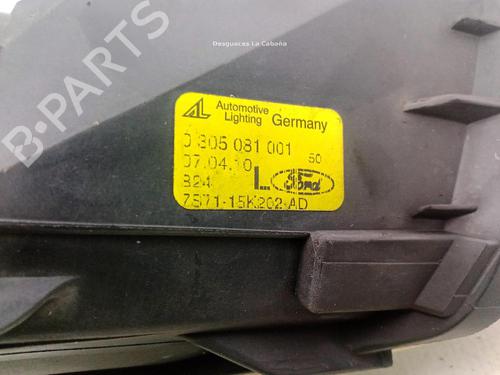 Desguaces La Cabaña
B-PARTS
AL Automotive Lighting Germany
0 305 081 001 50
07.04.10
324 L Ford
7S71-15K202-AD